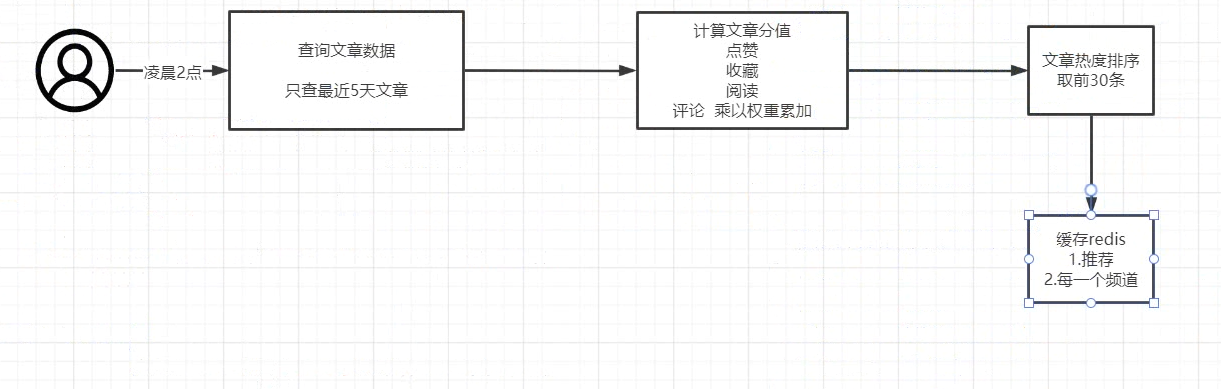 凌晨2点
查询文章数据
只查最近5天文章
计算文章分值
点赞
收藏
阅读
评论 乘以权重累加
文章热度排序
取前30条
缓存redis
1.推荐
2.每一个频道